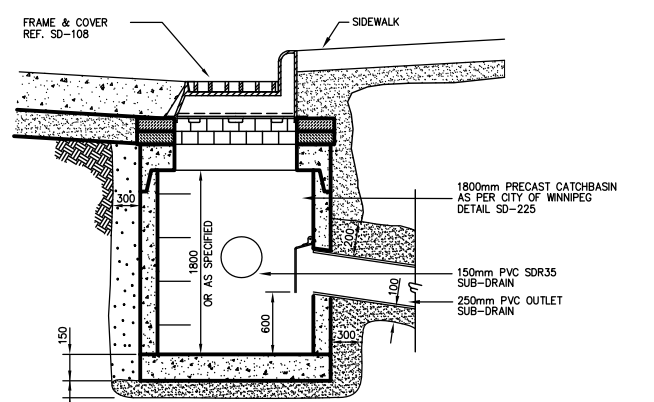 FRAME & COVER
REF. SD-108
SIDEWALK
1800mm PRECAST CATCHBASIN
AS PER CITY OF WINNIPEG
DETAIL SD-225
300
200
1800
OR AS SPECIFIED
150mm PVC SDR35
SUB-DRAIN
100
250mm PVC OUTLET
SUB-DRAIN
600
300
150